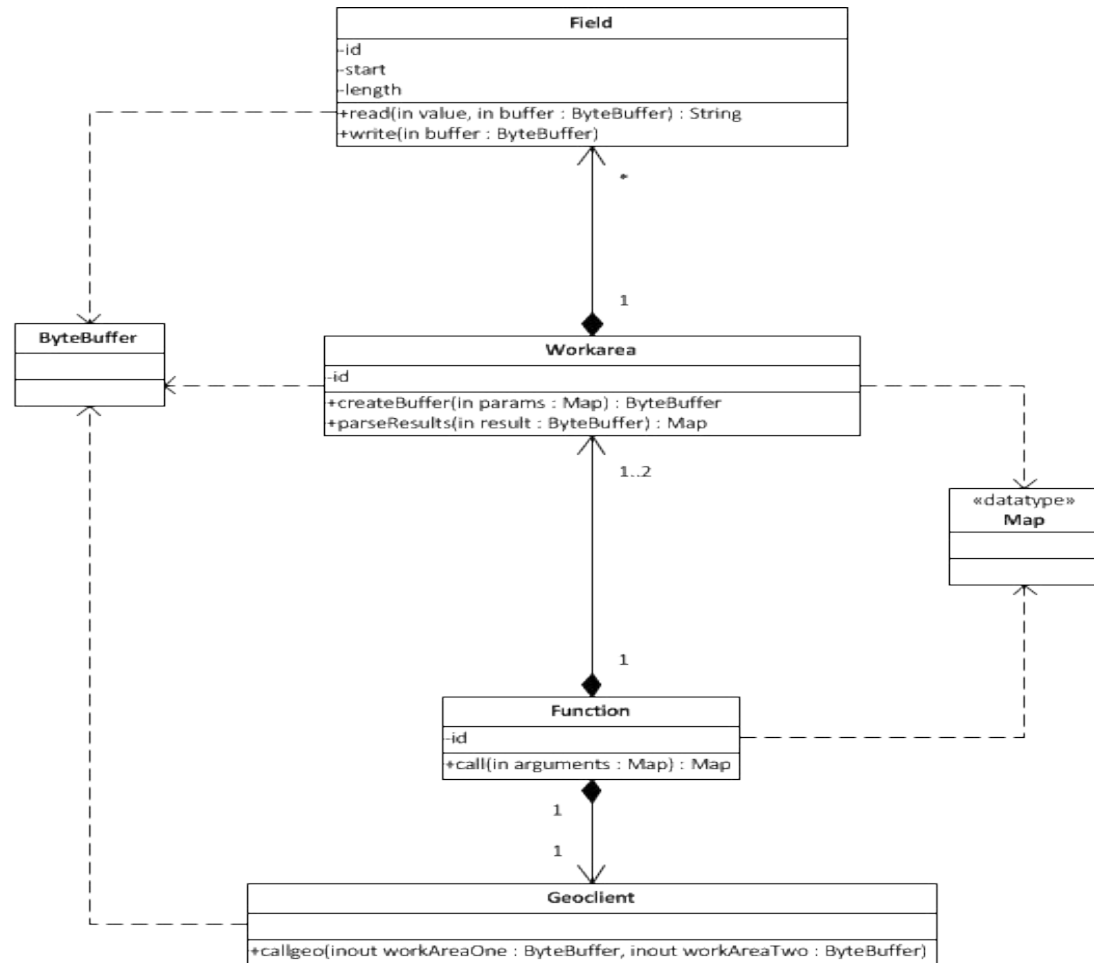 Field
-id
-start
-length
+read(in value, in buffer : ByteBuffer) : String
+write(in buffer : ByteBuffer)
*
1
ByteBuffer
Workarea
-id
+createBuffer(in params : Map) : ByteBuffer
+parseResults(in result : ByteBuffer) : Map
1..2
«datatype»
Map
1
Function
-id
+call(in arguments : Map) : Map
1
1
Geoclient
+callgeo(inout workAreaOne : ByteBuffer, inout workAreaTwo : ByteBuffer)